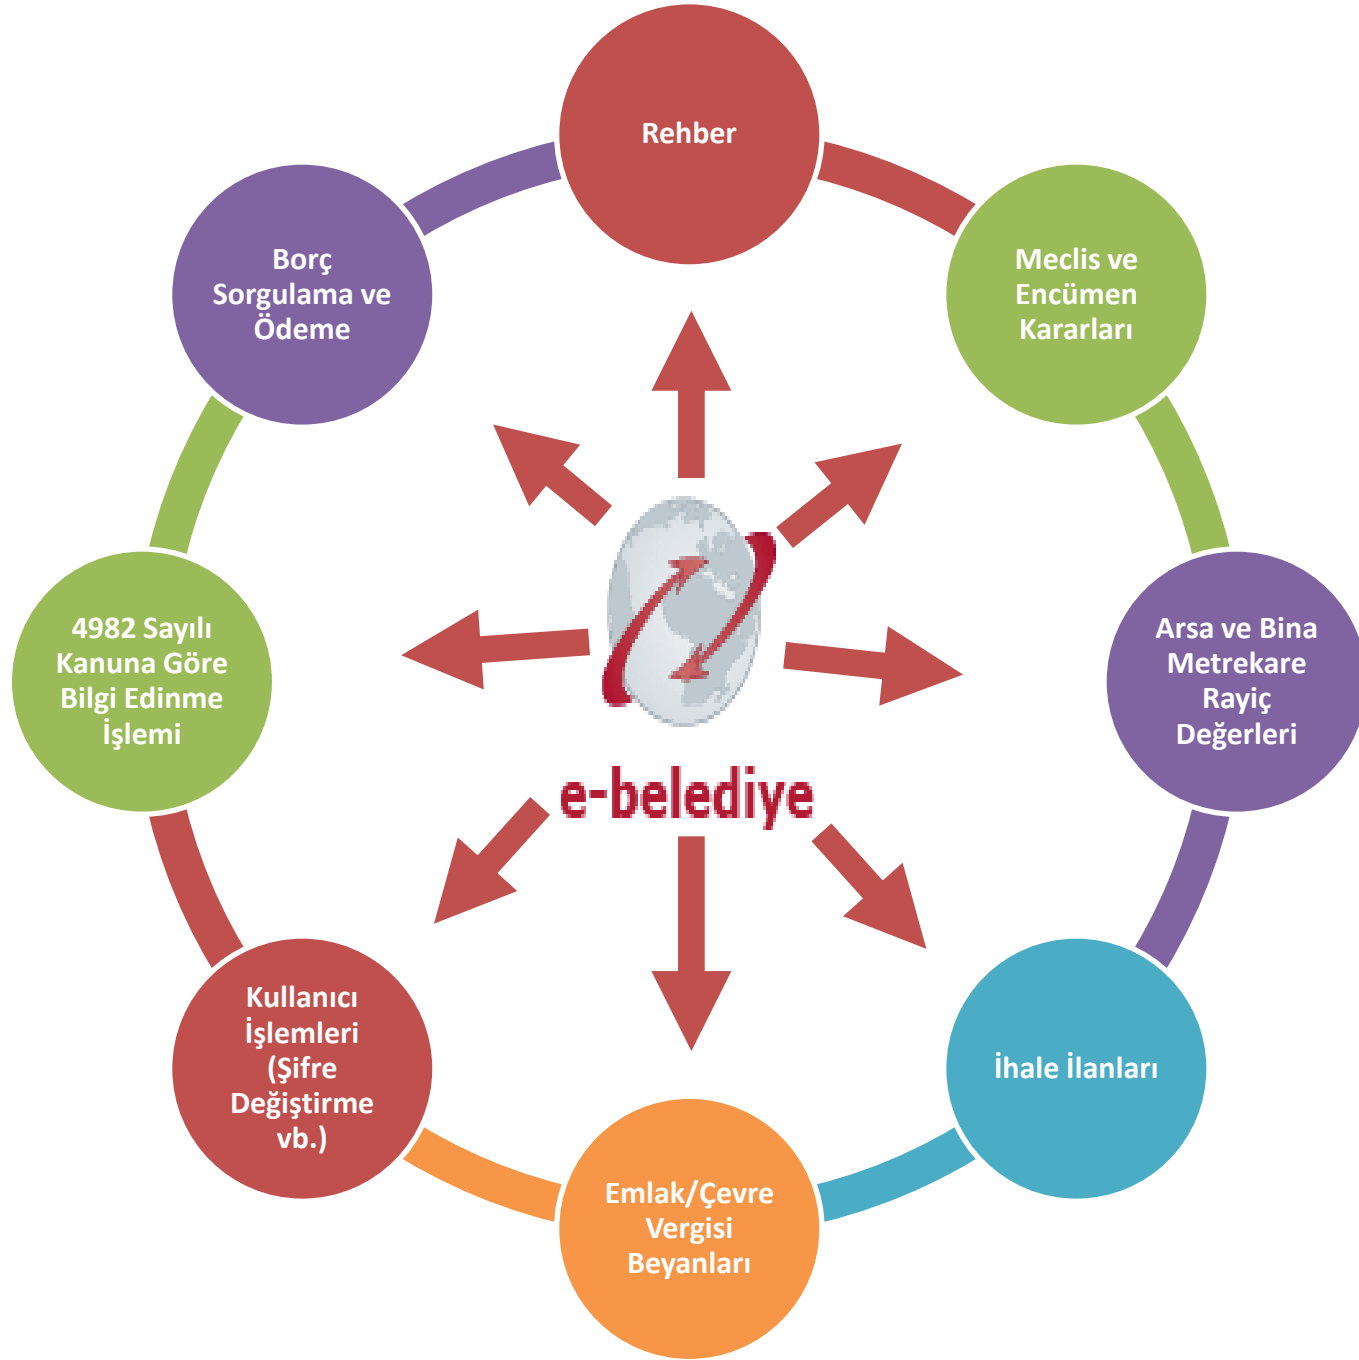 Rehber
Meclis ve
Encümen
Kararları
Arsa ve Bina
Metrekare
Rayiç
Değerleri
İhale İlanları
Emlak/Çevre
Vergisi
Beyanları
Kullanıcı
İşlemleri
(Şifre
Değiştirme
vb.)
4982 Sayılı
Kanuna Göre
Bilgi Edinme
İşlemi
Borç
Sorgulama ve
Ödeme
e-belediye